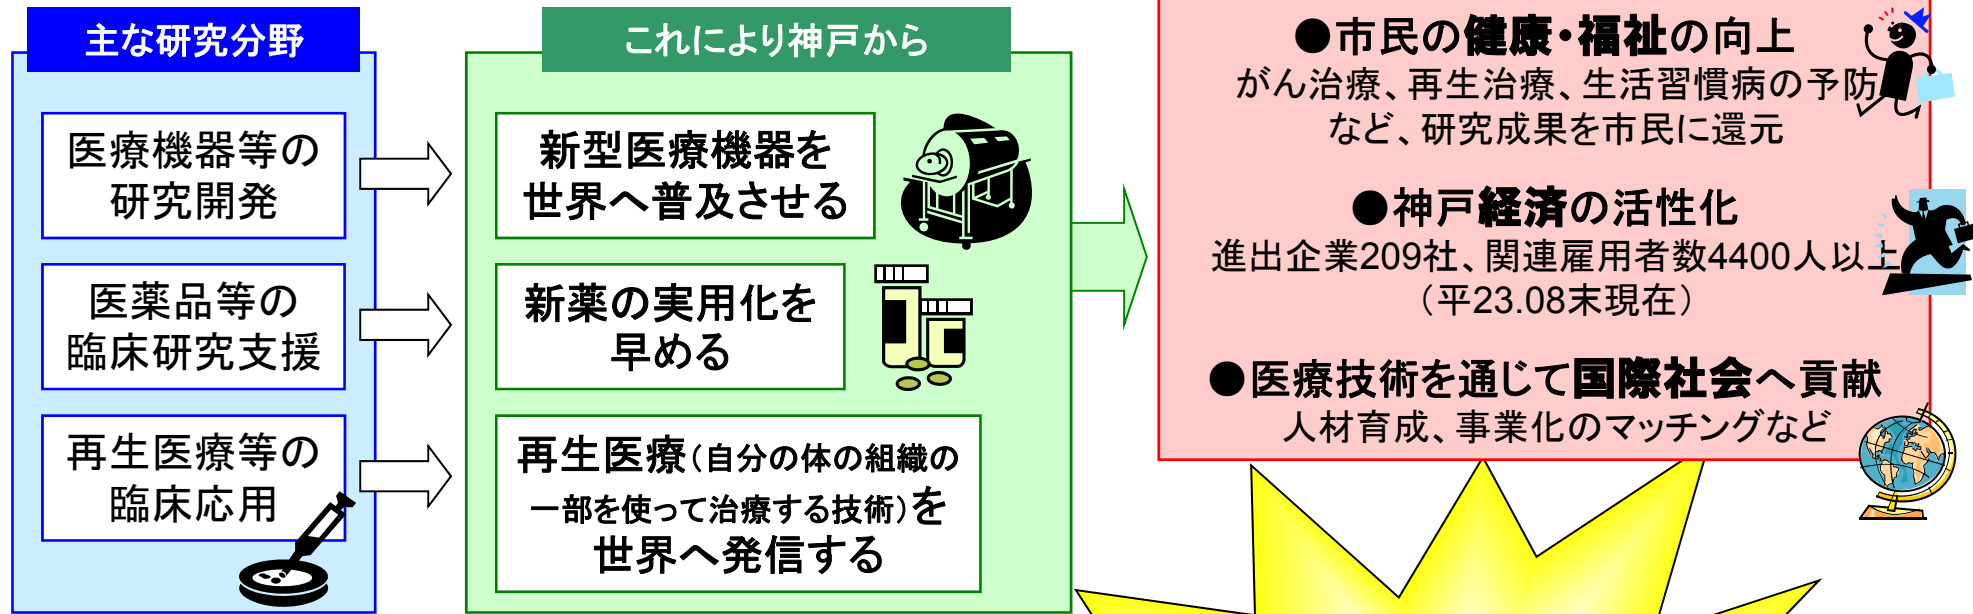 主な研究分野
医療機器等の
研究開発
医薬品等の
臨床研究支援
再生医療等の
臨床応用
これにより神戸から
新型医療機器を
世界へ普及させる
新薬の実用化を
早める
再生医療(自分の体の組織の
一部を使って治療する技術)を
世界へ発信する
●市民の健康・福祉の向上
がん治療、再生治療、生活習慣病の予防
など、研究成果を市民に還元
●神戸経済の活性化
進出企業209社、関連雇用者数4400人以上
（平23.08末現在）
●医療技術を通じて国際社会へ貢献
人材育成、事業化のマッチングなど